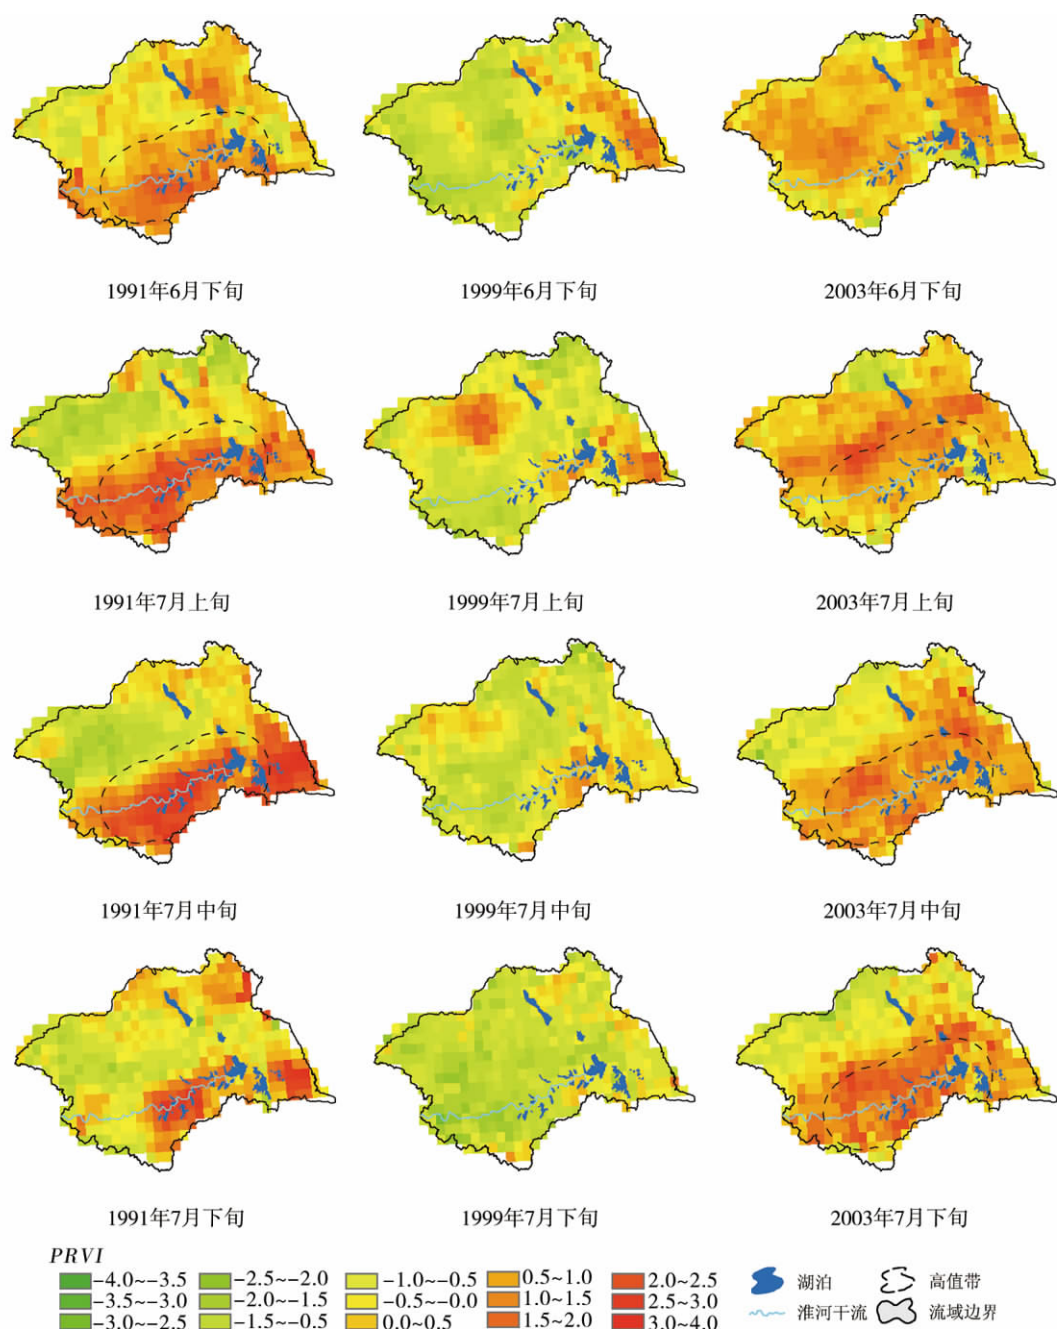 1991年6月下旬 1999年6月下旬 2003年6月下旬
1991年7月上旬 1999年7月上旬 2003年7月上旬
1991年7月中旬 1999年7月中旬 2003年7月中旬
1991年7月下旬 1999年7月下旬 2003年7月下旬
PRVI
-4.0~-3.5 -2.5~-2.0 -1.0~-0.5 0.5~1.0 2.0~2.5 湖泊 高值带
-3.5~-3.0 -2.0~-1.5 -0.5~-0.0 1.0~1.5 2.5~3.0 淮河干流 流域边界
-3.0~-2.5 -1.5~-0.5 0.0~0.5 1.5~2.0 3.0~4.0